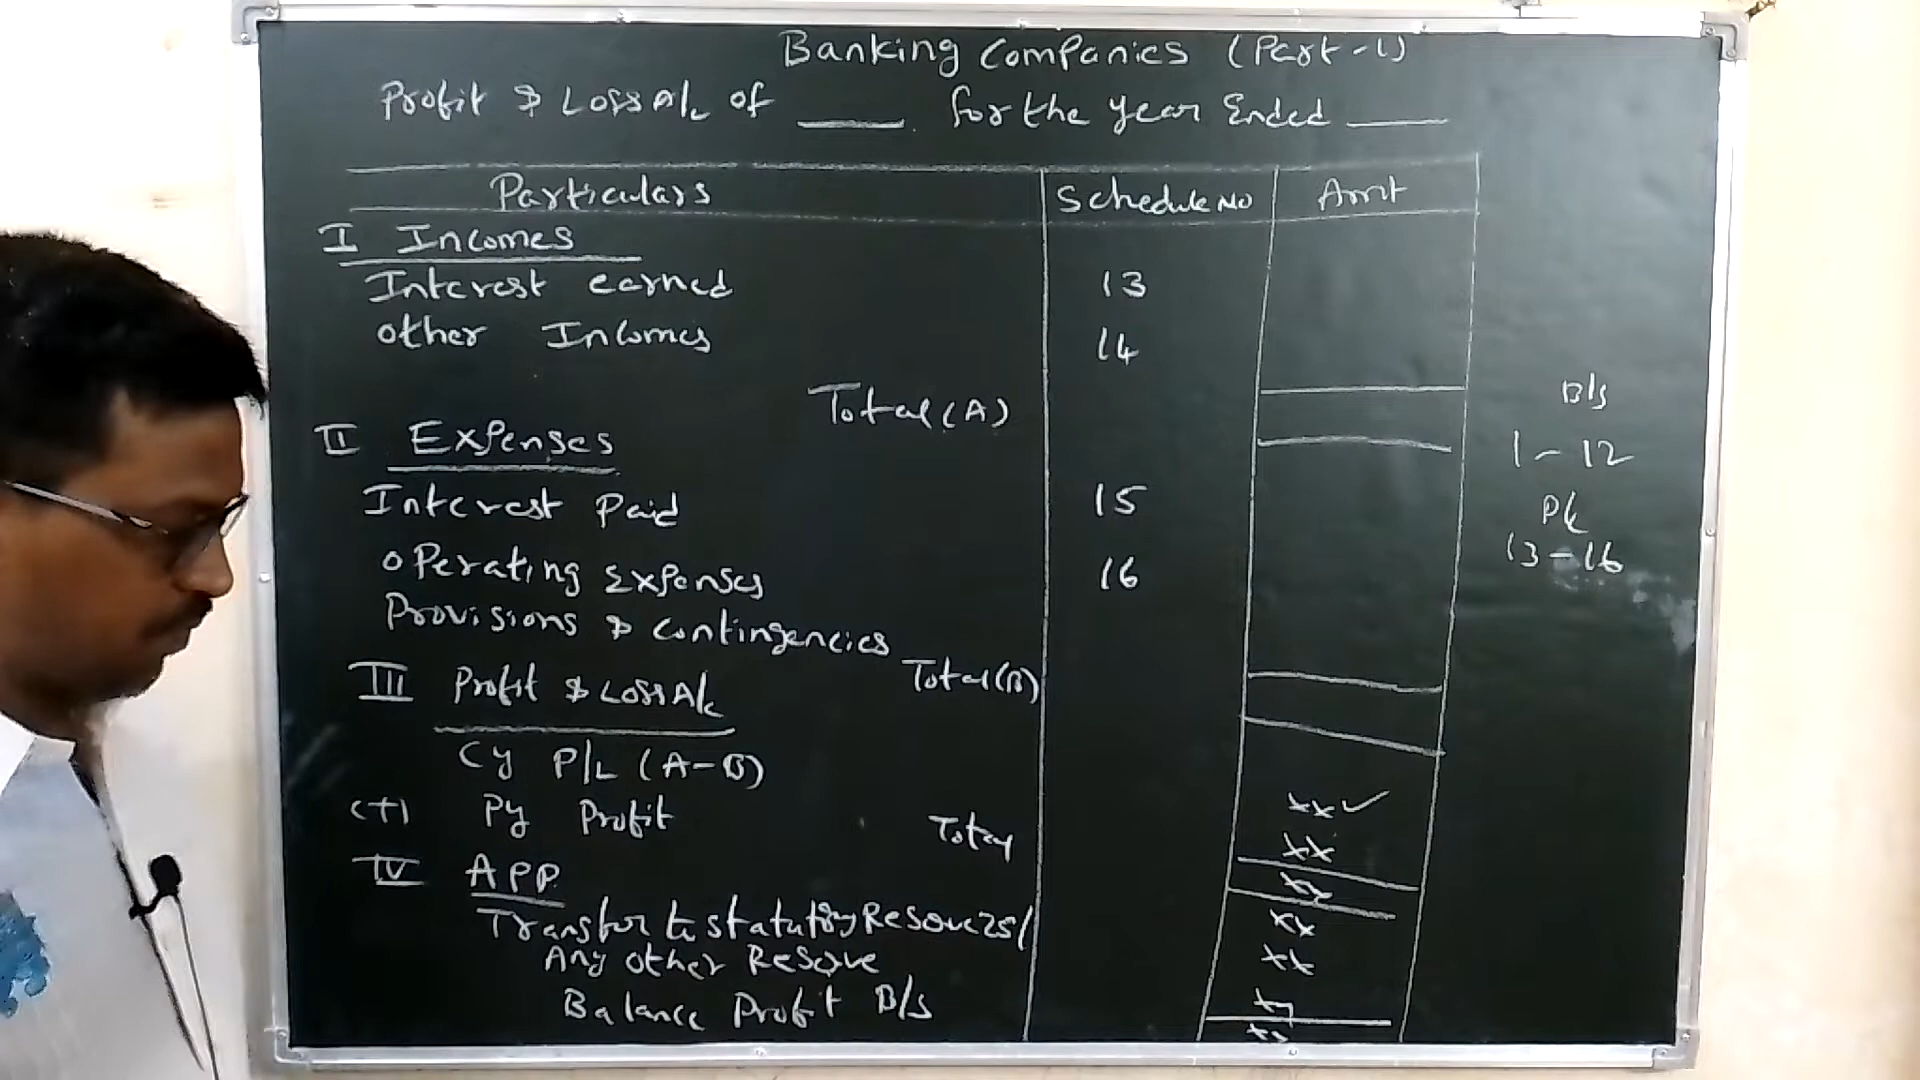 Banking Companies (Part-1)
Profit & Loss A/c of ____ for the year Ended ____
Particulars Schedule No Amt
I Incomes
Interest earned 13
other Incomes 14
Total (A)
II Expenses
Interest Paid 15
operating Expenses 16
Provisions & contingencies
Total (B)
III Profit & Loss A/c
Cy P/L (A-B) xx ✓
(+) Py Profit xx
Total xx
IV APP
Transfer to statutory Reserve 25%/ xx
Any other Reserve xx
Balance Profit B/s xx
xx
B/s
1-12
P/L
13-16